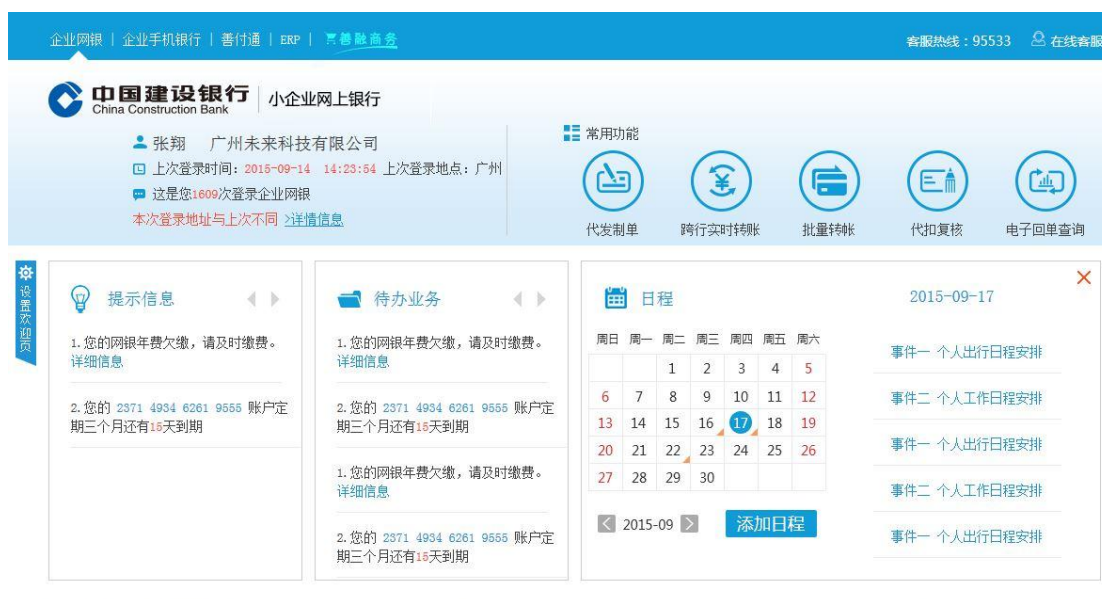 企业网银 | 企业手机银行 | 善付通 | ERP | 善融商务
客服热线：95533 在线客服
中国建设银行 小企业网上银行
China Construction Bank
张翔 广州未来科技有限公司
上次登录时间：2015-09-14 14:23:54 上次登录地点：广州
这是您1609次登录企业网银
本次登录地址与上次不同 >详情信息
常用功能
代发制单 跨行实时转账 批量转帐 代扣复核 电子回单查询
设置欢迎页
提示信息
1.您的网银年费欠缴，请及时缴费。
详细信息
2.您的 2371 4934 6261 9555 账户定
期三个月还有15天到期
待办业务
1.您的网银年费欠缴，请及时缴费。
详细信息
2.您的 2371 4934 6261 9555 账户定
期三个月还有15天到期
1.您的网银年费欠缴，请及时缴费。
详细信息
2.您的 2371 4934 6261 9555 账户定
期三个月还有15天到期
日程
周日 周一 周二 周三 周四 周五 周六
1 2 3 4 5
6 7 8 9 10 11 12
13 14 15 16 17 18 19
20 21 22 23 24 25 26
27 28 29 30
2015-09 添加日程
2015-09-17
事件一 个人出行日程安排
事件二 个人工作日程安排
事件一 个人出行日程安排
事件二 个人工作日程安排
事件一 个人出行日程安排